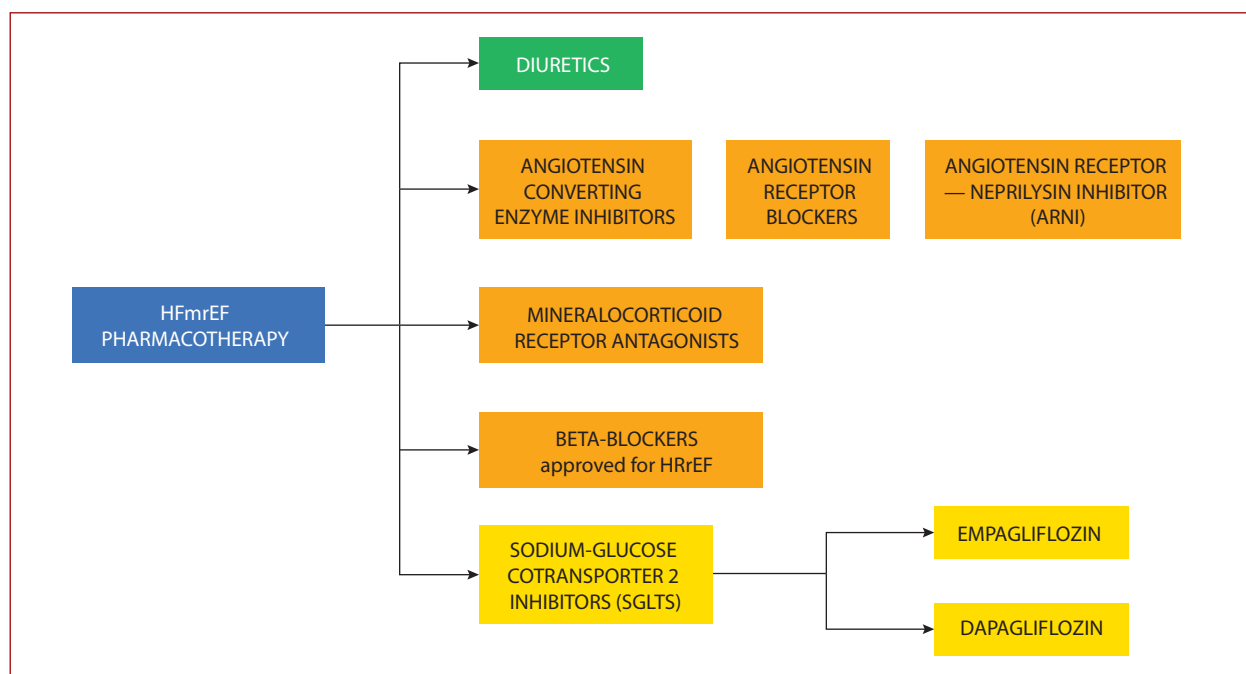 DIURETICS
ANGIOTENSIN
CONVERTING
ENZYME INHIBITORS
ANGIOTENSIN
RECEPTOR
BLOCKERS
ANGIOTENSIN RECEPTOR
— NEPRILYSIN INHIBITOR
(ARNI)
HFmrEF
PHARMACOTHERAPY
MINERALOCORTICOID
RECEPTOR ANTAGONISTS
BETA-BLOCKERS
approved for HRrEF
SODIUM-GLUCOSE
COTRANSPORTER 2
INHIBITORS (SGLTS)
EMPAGLIFLOZIN
DAPAGLIFLOZIN